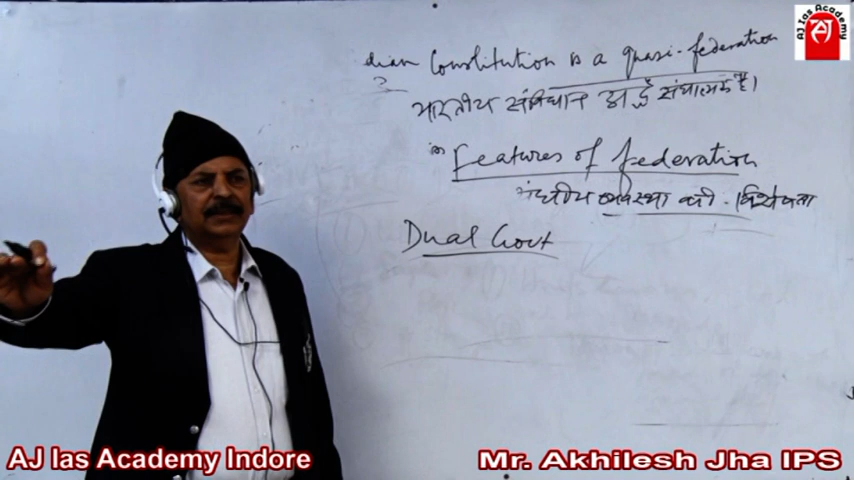 dian Constitution is a quasi-federation
?
भारतीय संविधान संघात्मक है।
Features of federation
संघीय व्यवस्था की विशेषता
Dual Govt
AJ Ias Academy
AJ Ias Academy Indore
Mr. Akhilesh Jha IPS